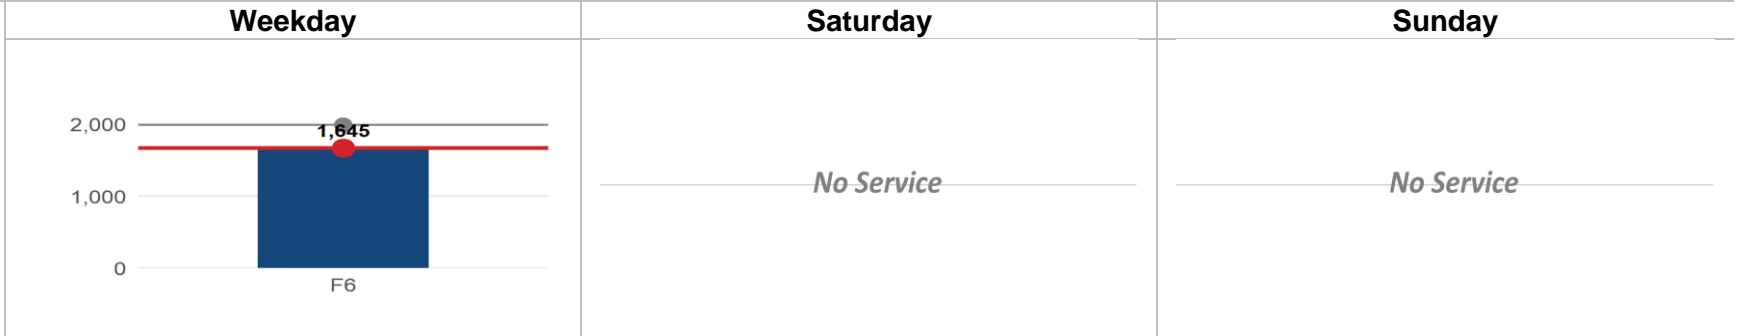 Weekday
Saturday
Sunday
2,000
1,645
1,000
0
F6
No Service
No Service